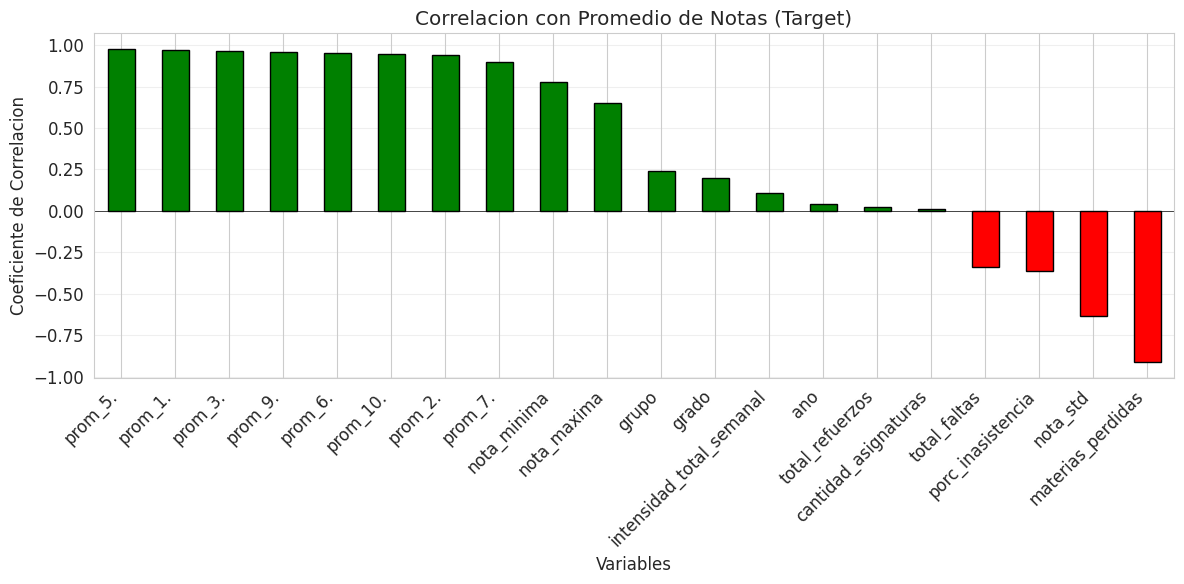 Correlacion con Promedio de Notas (Target)
Coeficiente de Correlacion
1.00
0.75
0.50
0.25
0.00
−0.25
−0.50
−0.75
−1.00
prom_5.
prom_1.
prom_3.
prom_9.
prom_6.
prom_10.
prom_2.
prom_7.
nota_minima
nota_maxima
grupo
grado
intensidad_total_semanal
ano
total_refuerzos
cantidad_asignaturas
total_faltas
porc_inasistencia
nota_std
materias_perdidas
Variables